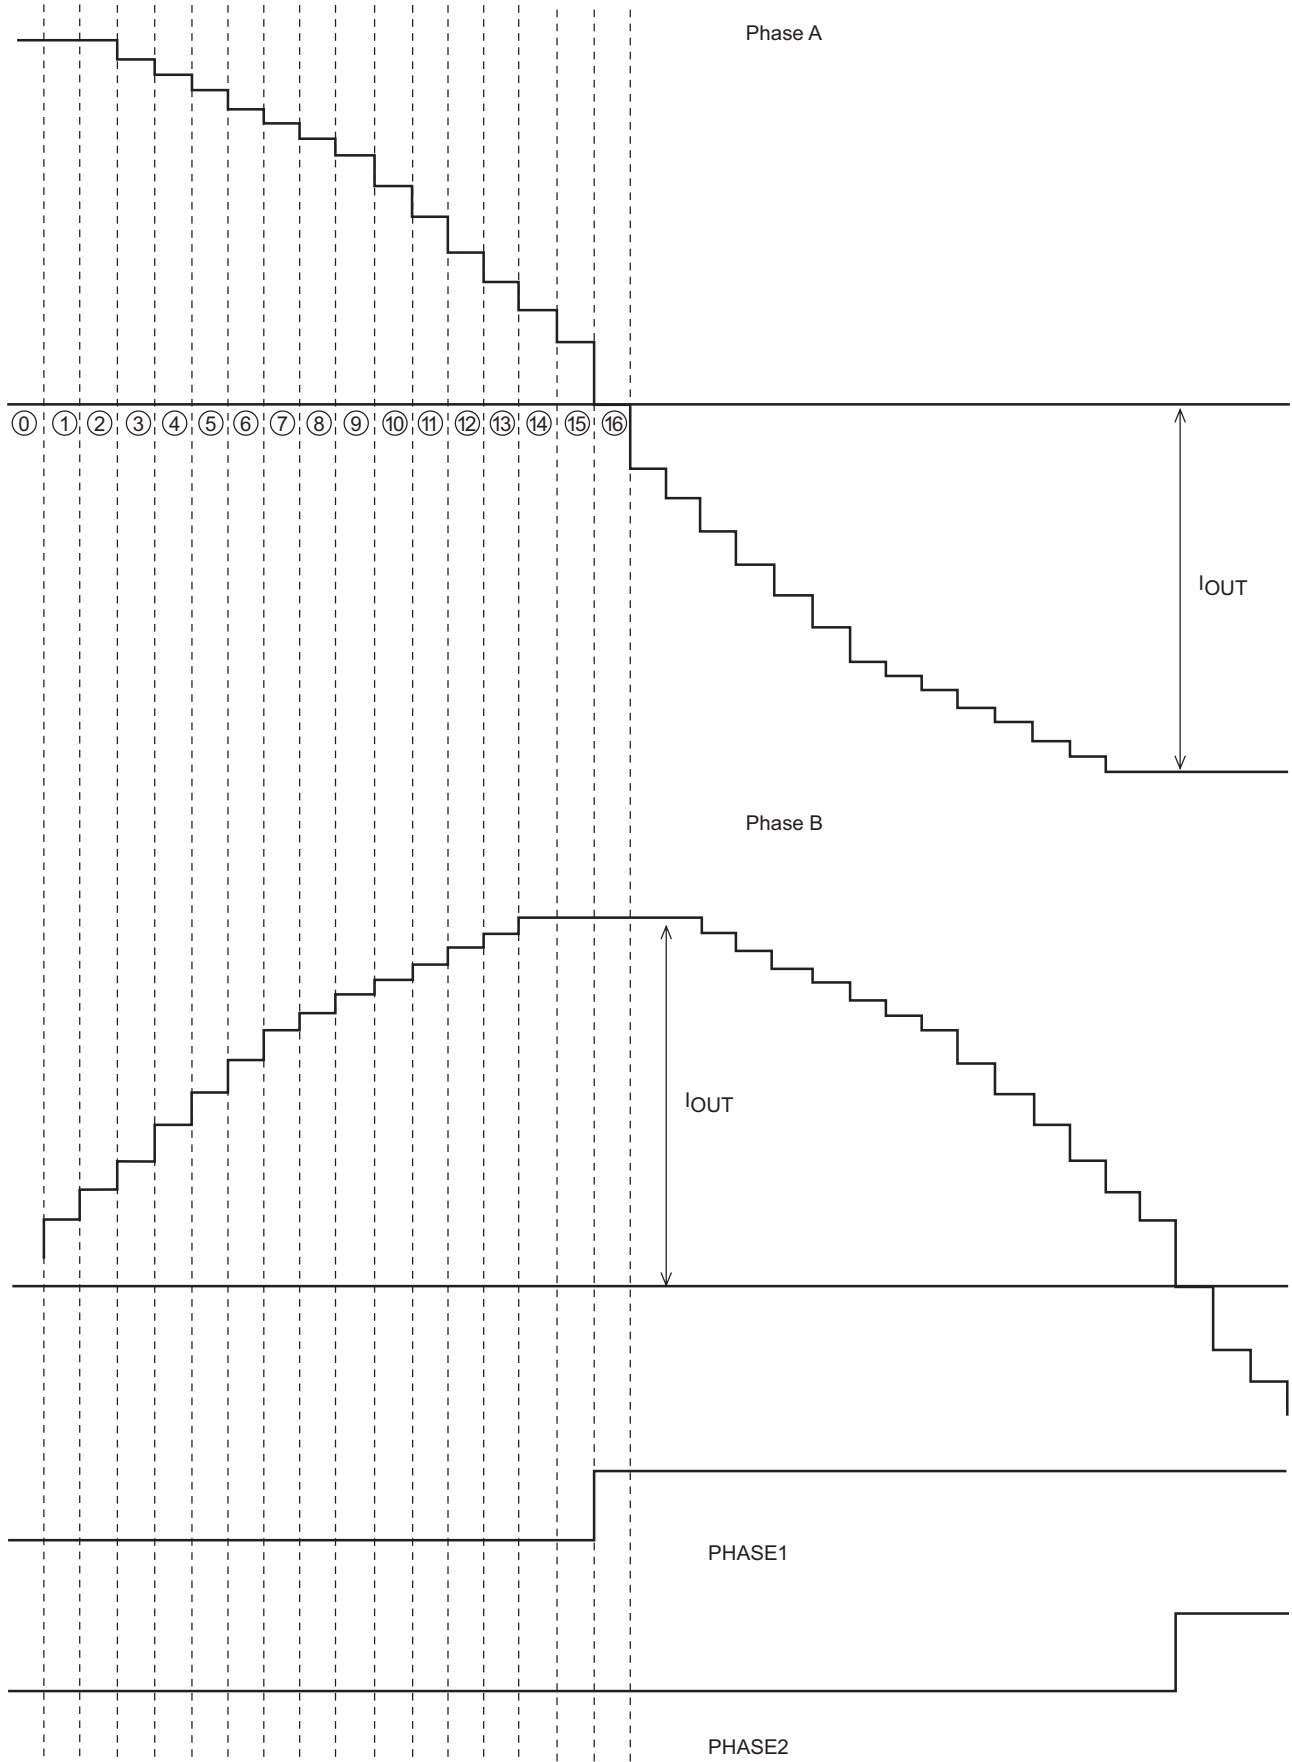 Phase A
⓪ ① ② ③ ④ ⑤ ⑥ ⑦ ⑧ ⑨ ⑩ ⑪ ⑫ ⑬ ⑭ ⑮ ⑯
IOUT
Phase B
IOUT
PHASE1
PHASE2